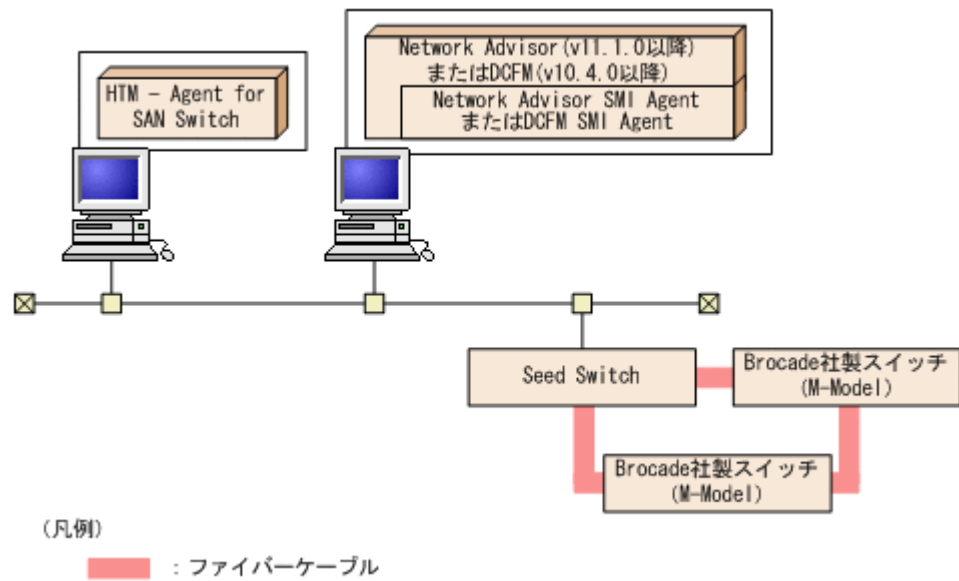 HTM − Agent for
SAN Switch
Network Advisor(v11.1.0以降)
またはDCFM(v10.4.0以降)
Network Advisor SMI Agent
またはDCFM SMI Agent
Seed Switch
Brocade社製スイッチ
(M-Model)
Brocade社製スイッチ
(M-Model)
(凡例)
：ファイバーケーブル